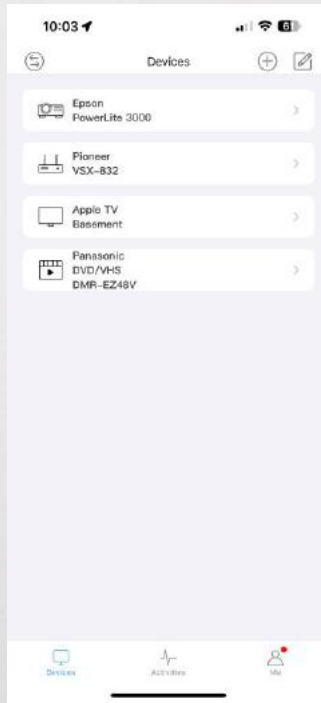 10:03
61
Devices
Epson
PowerLite 3000
Pioneer
VSX-832
Apple TV
Basement
Panasonic
DVD/VHS
DMR-EZ48V
Devices
Activities
Me